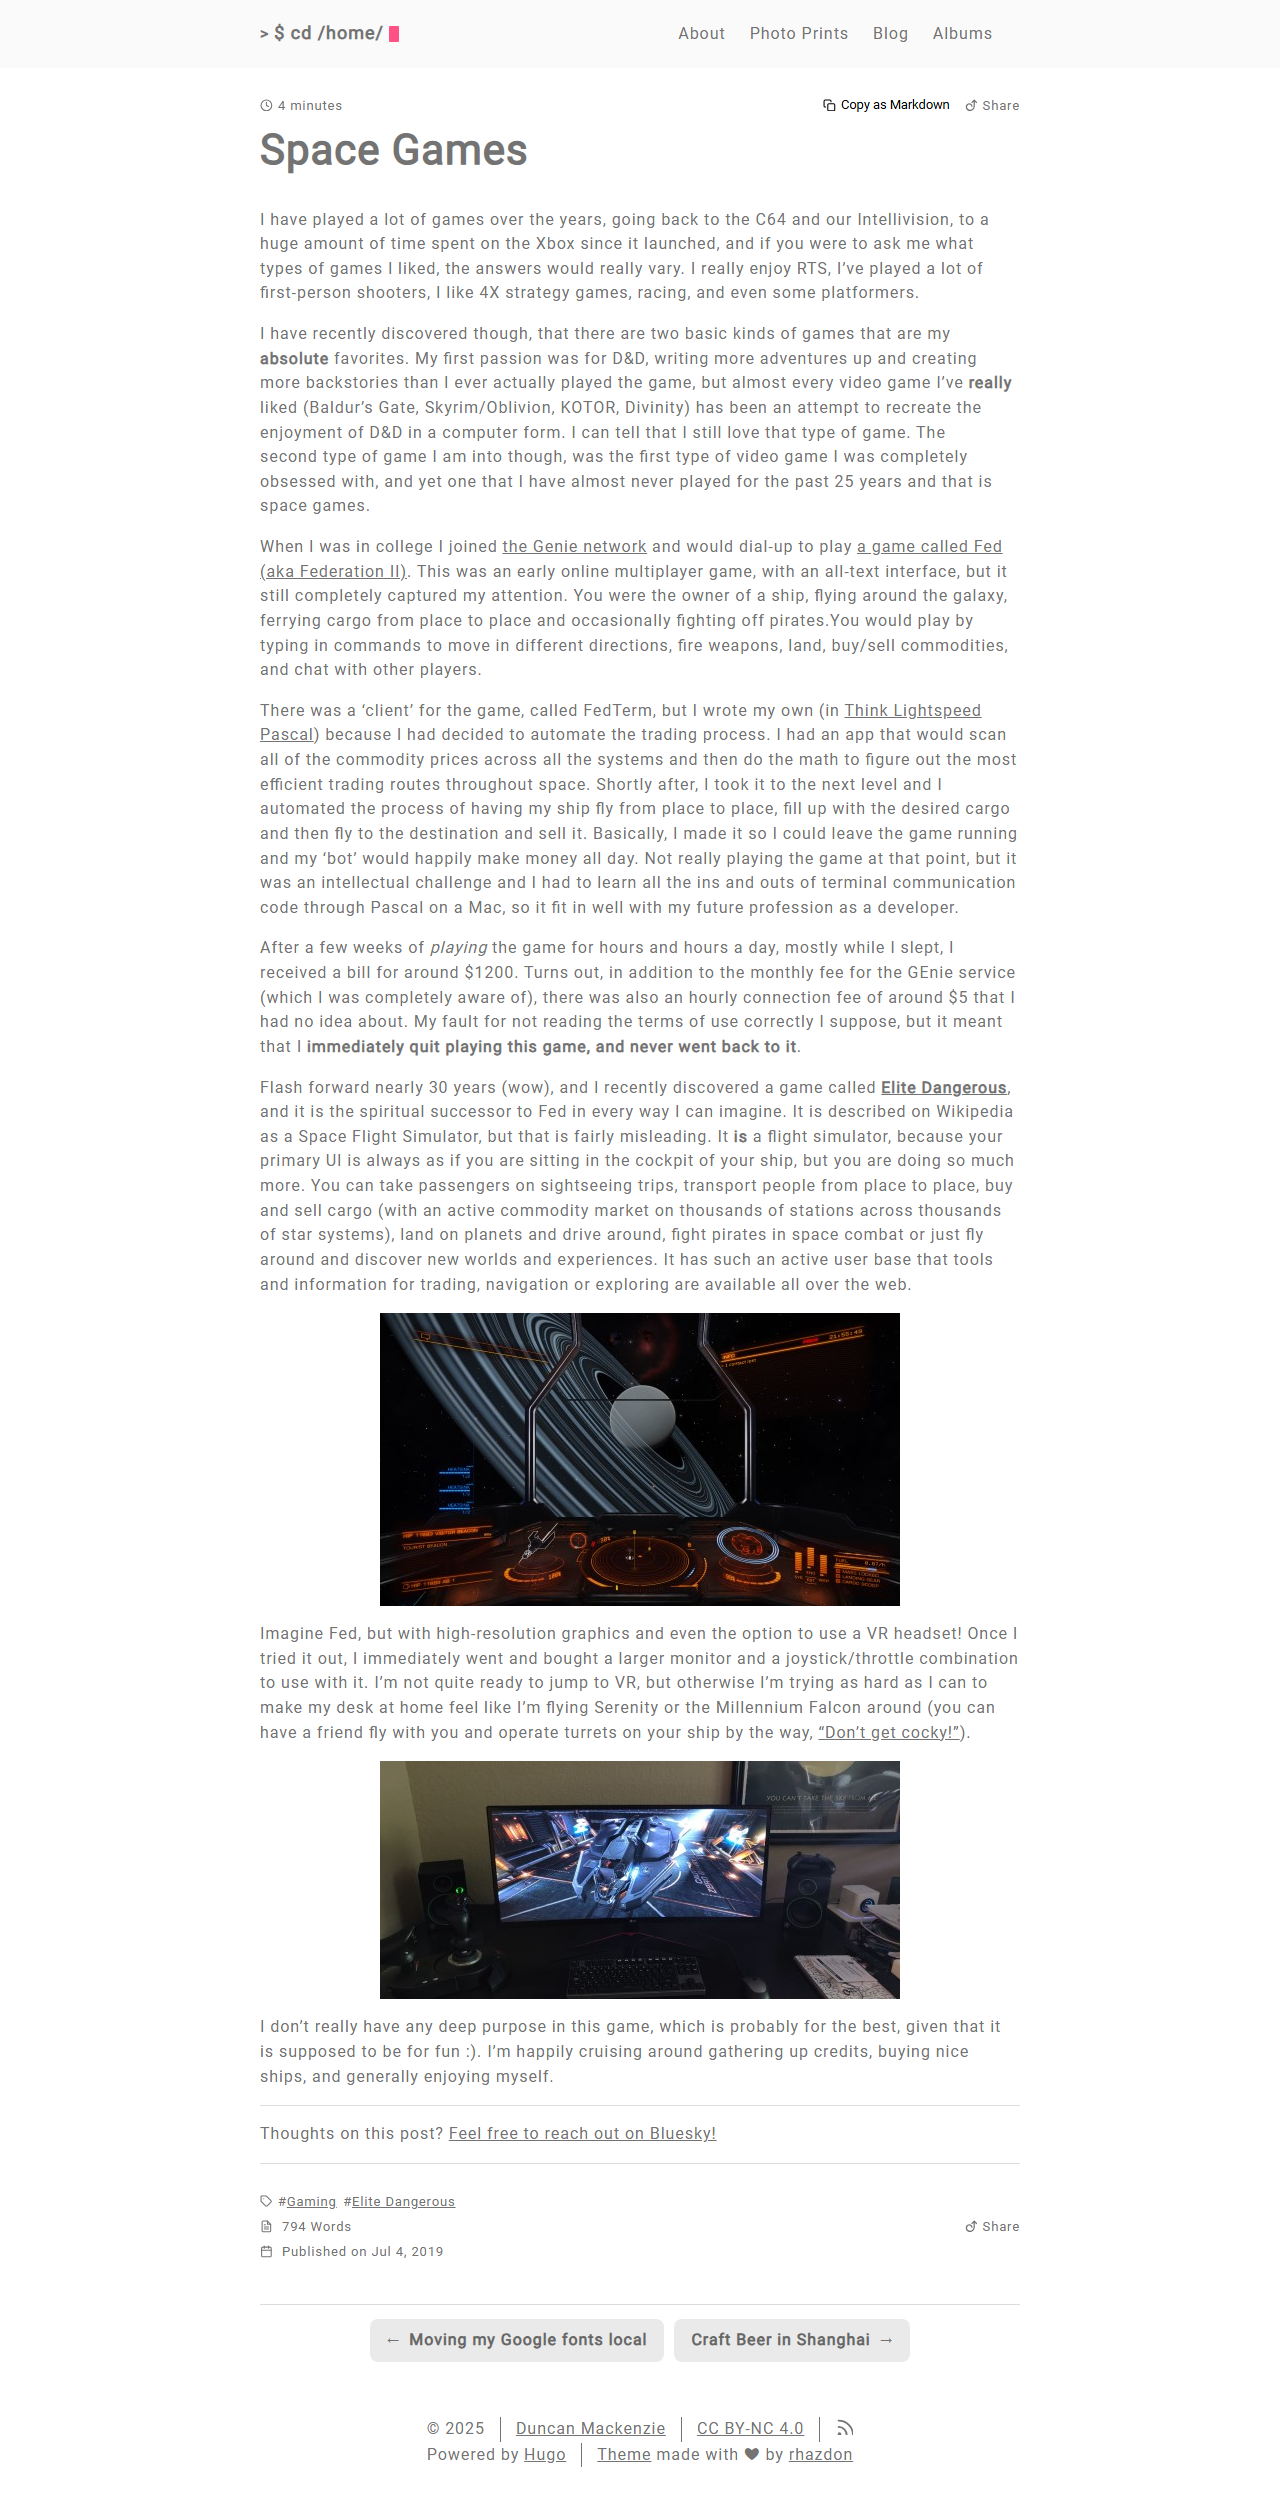 > $ cd /home/
About Photo Prints Blog Albums
4 minutes
Copy as Markdown Share
Space Games
I have played a lot of games over the years, going back to the C64 and our Intellivision, to a
huge amount of time spent on the Xbox since it launched, and if you were to ask me what
types of games I liked, the answers would really vary. I really enjoy RTS, I’ve played a lot of
first-person shooters, I like 4X strategy games, racing, and even some platformers.
I have recently discovered though, that there are two basic kinds of games that are my
absolute favorites. My first passion was for D&D, writing more adventures up and creating
more backstories than I ever actually played the game, but almost every video game I’ve really
liked (Baldur’s Gate, Skyrim/Oblivion, KOTOR, Divinity) has been an attempt to recreate the
enjoyment of D&D in a computer form. I can tell that I still love that type of game. The
second type of game I am into though, was the first type of video game I was completely
obsessed with, and yet one that I have almost never played for the past 25 years and that is
space games.
When I was in college I joined the Genie network and would dial-up to play a game called Fed
(aka Federation II). This was an early online multiplayer game, with an all-text interface, but it
still completely captured my attention. You were the owner of a ship, flying around the galaxy,
ferrying cargo from place to place and occasionally fighting off pirates.You would play by
typing in commands to move in different directions, fire weapons, land, buy/sell commodities,
and chat with other players.
There was a ‘client’ for the game, called FedTerm, but I wrote my own (in Think Lightspeed
Pascal) because I had decided to automate the trading process. I had an app that would scan
all of the commodity prices across all the systems and then do the math to figure out the most
efficient trading routes throughout space. Shortly after, I took it to the next level and I
automated the process of having my ship fly from place to place, fill up with the desired cargo
and then fly to the destination and sell it. Basically, I made it so I could leave the game running
and my ‘bot’ would happily make money all day. Not really playing the game at that point, but it
was an intellectual challenge and I had to learn all the ins and outs of terminal communication
code through Pascal on a Mac, so it fit in well with my future profession as a developer.
After a few weeks of playing the game for hours and hours a day, mostly while I slept, I
received a bill for around $1200. Turns out, in addition to the monthly fee for the GEnie service
(which I was completely aware of), there was also an hourly connection fee of around $5 that I
had no idea about. My fault for not reading the terms of use correctly I suppose, but it meant
that I immediately quit playing this game, and never went back to it.
Flash forward nearly 30 years (wow), and I recently discovered a game called Elite Dangerous,
and it is the spiritual successor to Fed in every way I can imagine. It is described on Wikipedia
as a Space Flight Simulator, but that is fairly misleading. It is a flight simulator, because your
primary UI is always as if you are sitting in the cockpit of your ship, but you are doing so much
more. You can take passengers on sightseeing trips, transport people from place to place, buy
and sell cargo (with an active commodity market on thousands of stations across thousands
of star systems), land on planets and drive around, fight pirates in space combat or just fly
around and discover new worlds and experiences. It has such an active user base that tools
and information for trading, navigation or exploring are available all over the web.
21:55:49
HEATSINK
HEATSINK
HEATSINK
TOURIST BEACON
FUEL
MASS LOCKED
LANDING GEAR
CARGO SCOOP
Imagine Fed, but with high-resolution graphics and even the option to use a VR headset! Once I
tried it out, I immediately went and bought a larger monitor and a joystick/throttle combination
to use with it. I’m not quite ready to jump to VR, but otherwise I’m trying as hard as I can to
make my desk at home feel like I’m flying Serenity or the Millennium Falcon around (you can
have a friend fly with you and operate turrets on your ship by the way, “Don’t get cocky!”).
YOU CAN'T TAKE THE SKY FROM ME
I don’t really have any deep purpose in this game, which is probably for the best, given that it
is supposed to be for fun :). I’m happily cruising around gathering up credits, buying nice
ships, and generally enjoying myself.
Thoughts on this post? Feel free to reach out on Bluesky!
#Gaming #Elite Dangerous
794 Words
Share
Published on Jul 4, 2019
← Moving my Google fonts local
Craft Beer in Shanghai →
© 2025 Duncan Mackenzie CC BY-NC 4.0
Powered by Hugo Theme made with ♥ by rhazdon